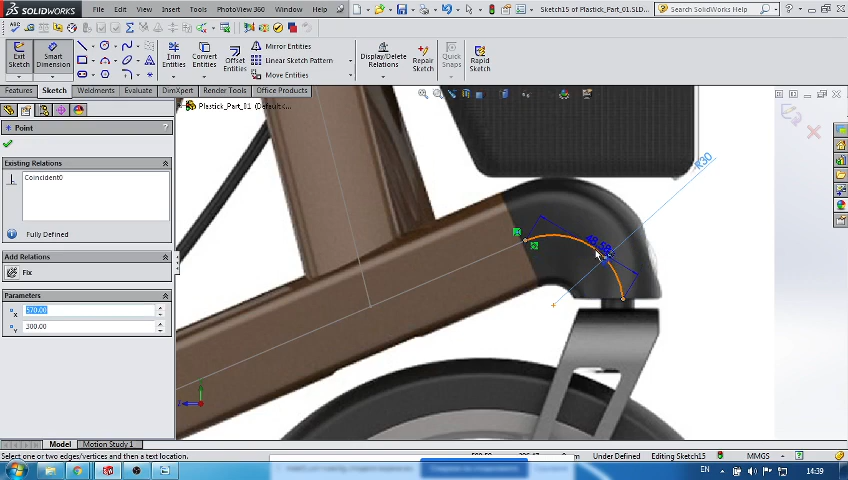 SOLIDWORKS File Edit View Insert Tools PhotoView 360 Window Help Sketch15 of Plastick_Part_01.SLD... Search SolidWorks Help
Exit Sketch
Smart Dimension
Trim Entities
Convert Entities
Offset Entities
Mirror Entities
Linear Sketch Pattern
Move Entities
Display/Delete Relations
Repair Sketch
Quick Snaps
Rapid Sketch
Features Sketch Weldments Evaluate DimXpert Render Tools Office Products
Plastick_Part_01 (Default<...
Point
Existing Relations
Coincident0
Fully Defined
Add Relations
Fix
Parameters
570.00
300.00
R30
Model Motion Study 1
Select one or two edges/vertices and then a text location.
Under Defined Editing Sketch15 MMGS
EN 14:39